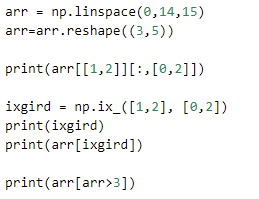 arr = np.linspace(0,14,15)
arr=arr.reshape((3,5))
print(arr[[1,2]][:,[0,2]])
ixgird = np.ix_([1,2], [0,2])
print(ixgird)
print(arr[ixgird])
print(arr[arr>3])